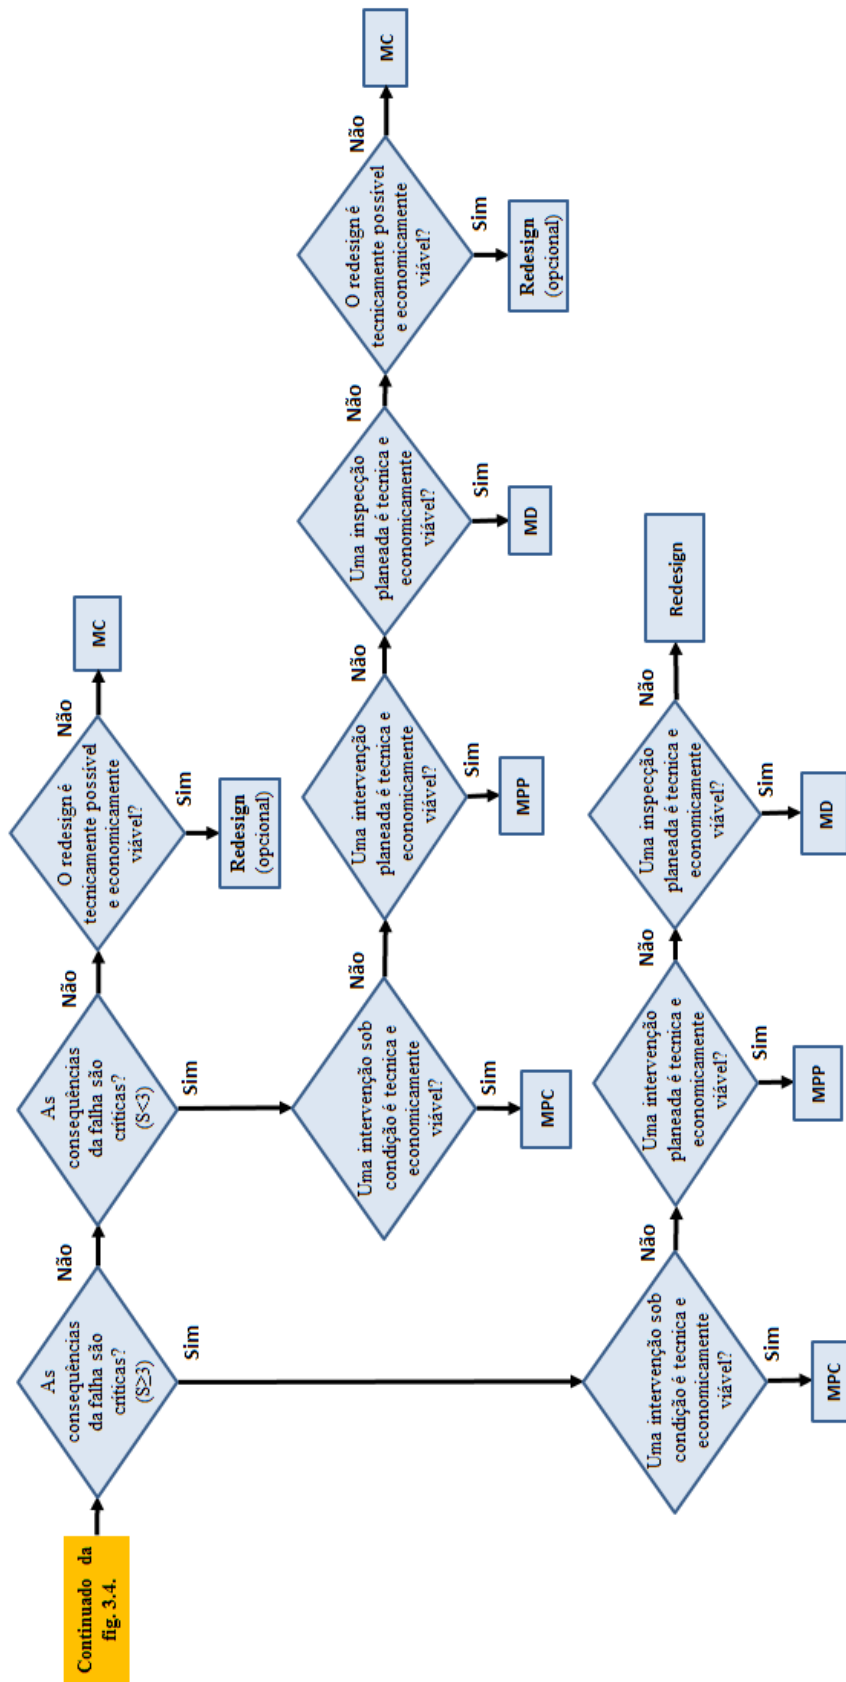 Continuado da
fig. 3.4.
As
consequências
da falha são
críticas?
(S≥3)
Não
Sim
As
consequências
da falha são
críticas?
(S<3)
Não
Sim
O redesign é
tecnicamente possível
e economicamente
viável?
Não
MC
Sim
Redesign
(opcional)
Uma intervenção sob
condição é tecnica e
economicamente
viável?
Não
Sim
MPC
Uma intervenção
planeada é tecnica e
economicamente
viável?
Não
Sim
MPP
Uma inspecção
planeada é tecnica e
economicamente
viável?
Não
Sim
MD
O redesign é
tecnicamente possível
e economicamente
viável?
Não
MC
Sim
Redesign
(opcional)
Uma intervenção sob
condição é tecnica e
economicamente
viável?
Não
Sim
MPC
Uma intervenção
planeada é tecnica e
economicamente
viável?
Não
Sim
MPP
Uma inspecção
planeada é tecnica e
economicamente
viável?
Não
Redesign
Sim
MD